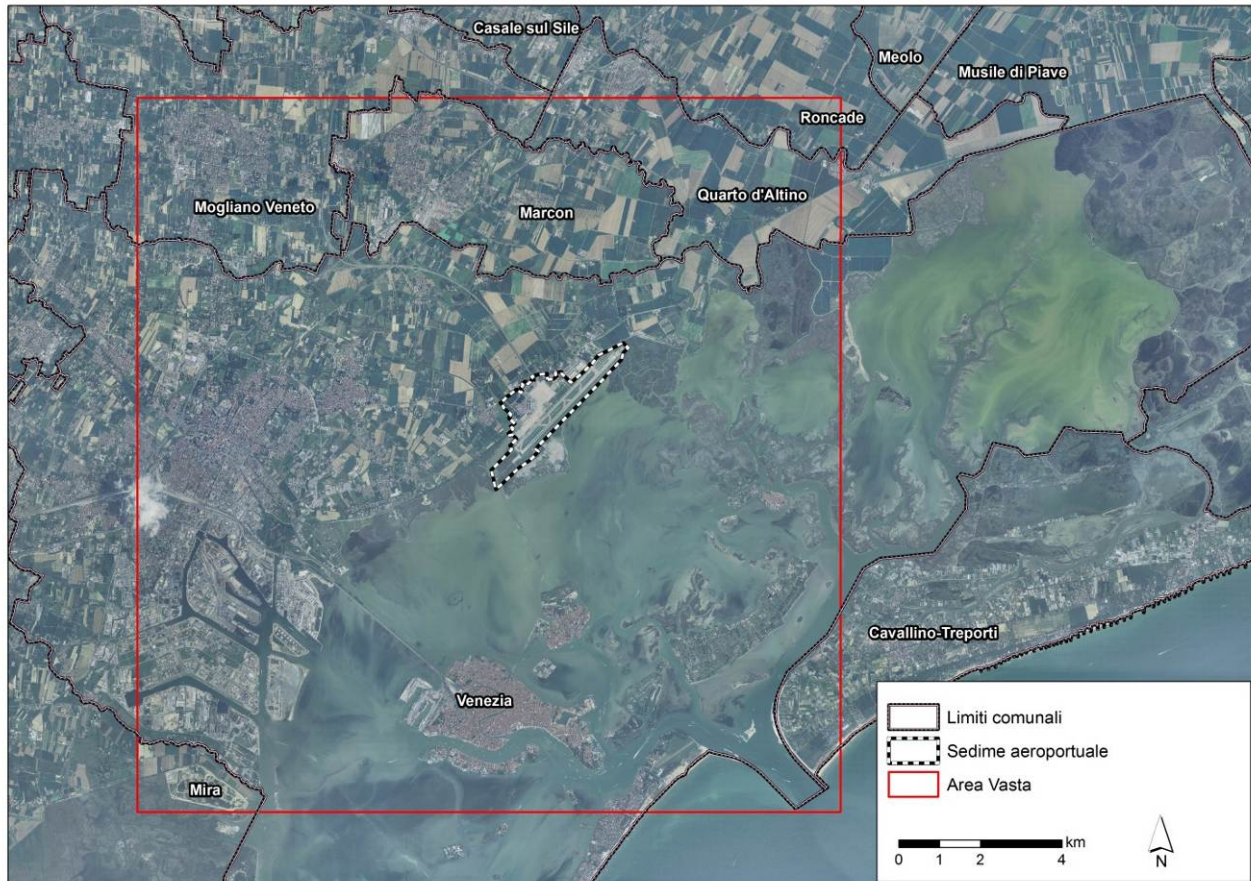 Casale sul Sile
Meolo
Musile di Piave
Roncade
Mogliano Veneto
Marcon
Quarto d'Altino
Cavallino-Treporti
Venezia
Mira
Limiti comunali
Sedime aeroportuale
Area Vasta
km
0 1 2 4
N